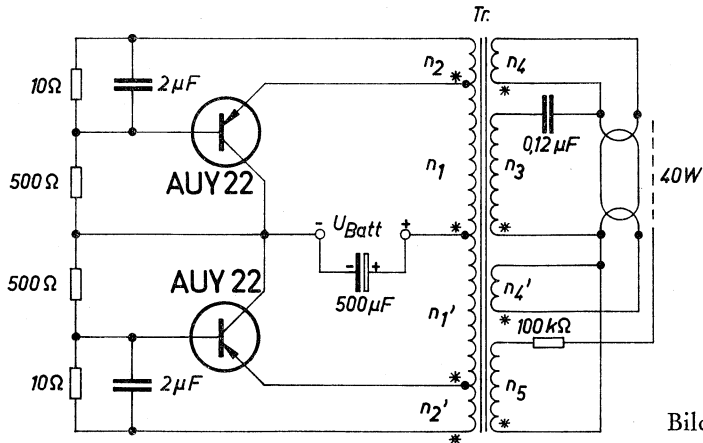 Tr.
n2
n4
10Ω
2µF
AUY 22
0,12µF
n1
n3
500Ω
40W
- UBatt +
- +
500µF
500Ω
AUY 22
n1'
n4'
100kΩ
10Ω
2µF
n5
n2'